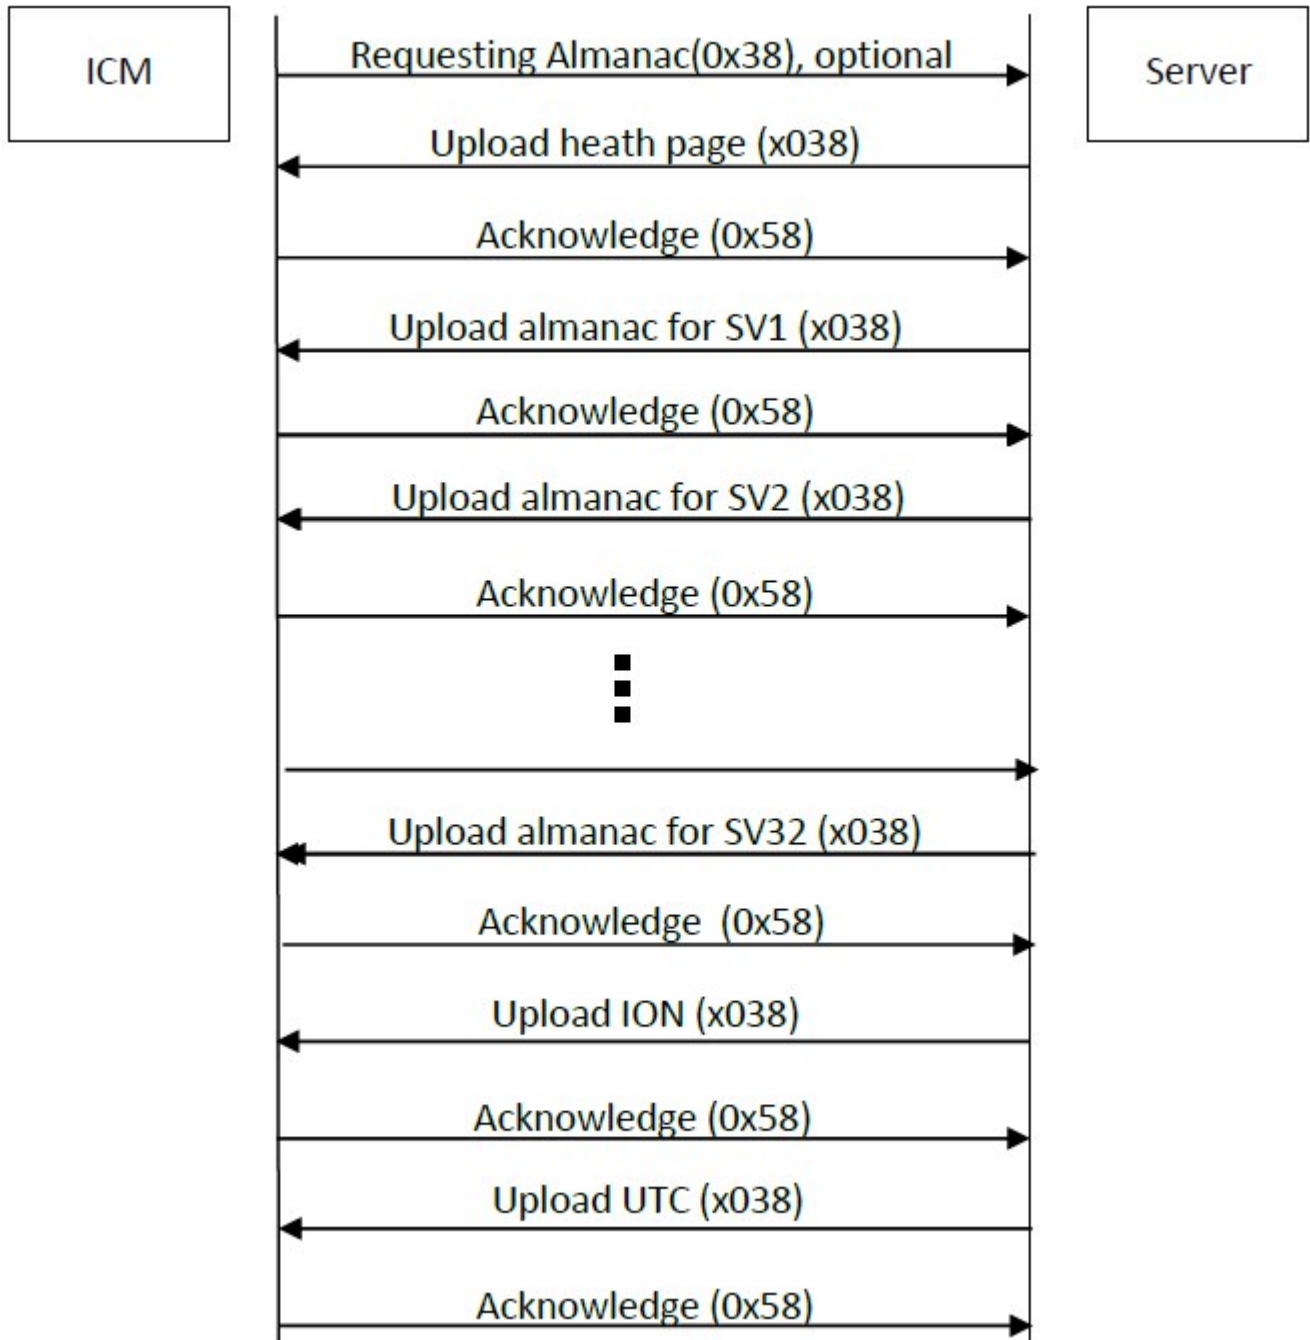 ICM
Server
Requesting Almanac(0x38), optional
Upload heath page (x038)
Acknowledge (0x58)
Upload almanac for SV1 (x038)
Acknowledge (0x58)
Upload almanac for SV2 (x038)
Acknowledge (0x58)
Upload almanac for SV32 (x038)
Acknowledge (0x58)
Upload ION (x038)
Acknowledge (0x58)
Upload UTC (x038)
Acknowledge (0x58)